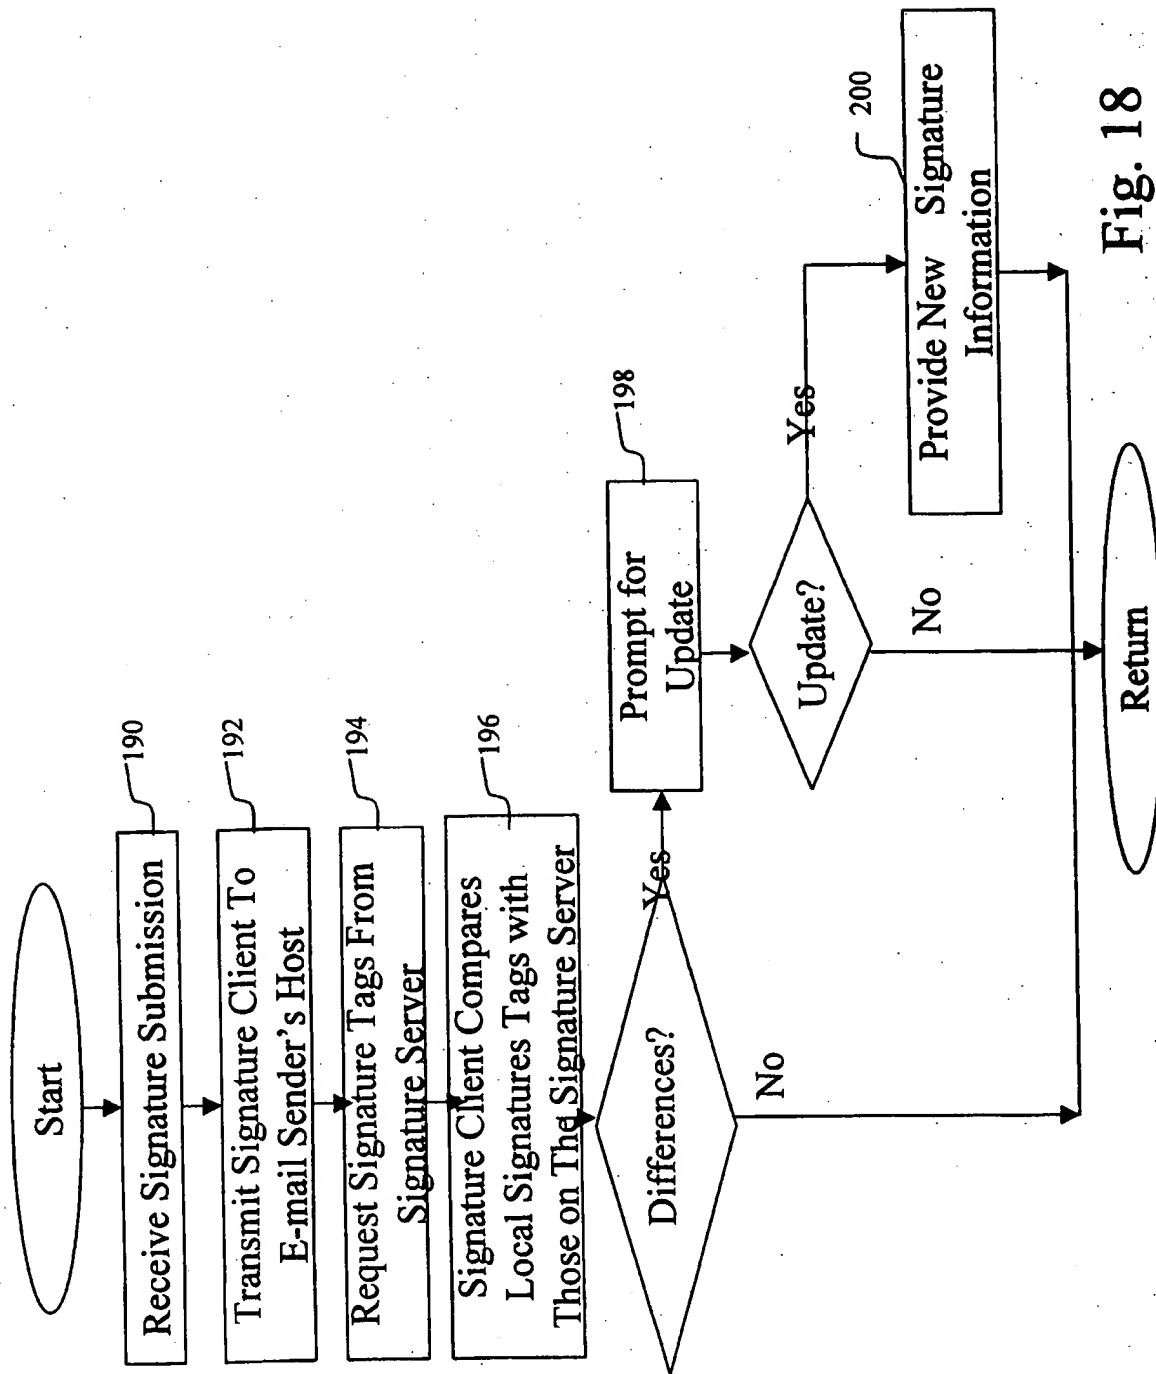 Start
Receive Signature Submission
190
Transmit Signature Client To
E-mail Sender's Host
192
Request Signature Tags From
Signature Server
194
Signature Client Compares
Local Signatures Tags with
Those on The Signature Server
196
Differences?
Yes
No
Prompt for
Update
198
Update?
Yes
No
Provide New Signature
Information
200
Return
Fig. 18